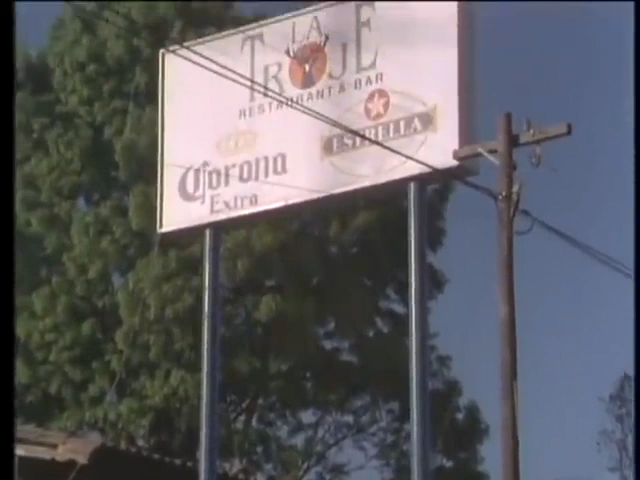 LA
TROJE
RESTAURANT & BAR
Corona
Extra
ESTRELLA